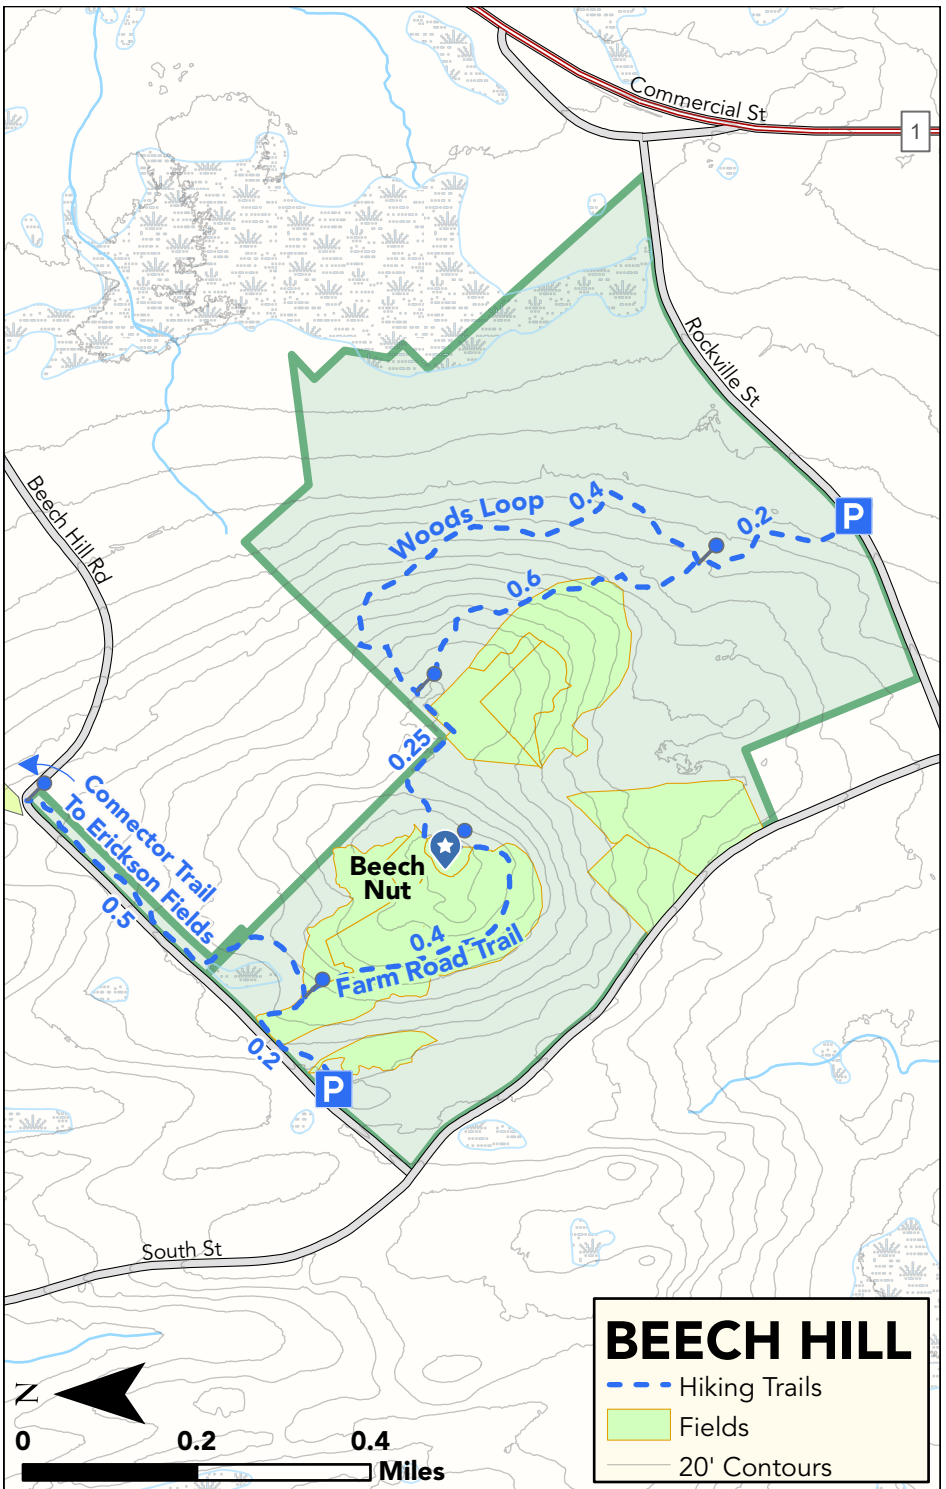 Commercial St
1
Rockville St
Woods Loop
0.4
0.2
P
Beech Hill Rd
0.6
0.25
Connector Trail
To Erickson Fields
0.5
Beech
Nut
0.4
Farm Road Trail
0.2
P
South St
BEECH HILL
Hiking Trails
Fields
20' Contours
N
0 0.2 0.4
Miles